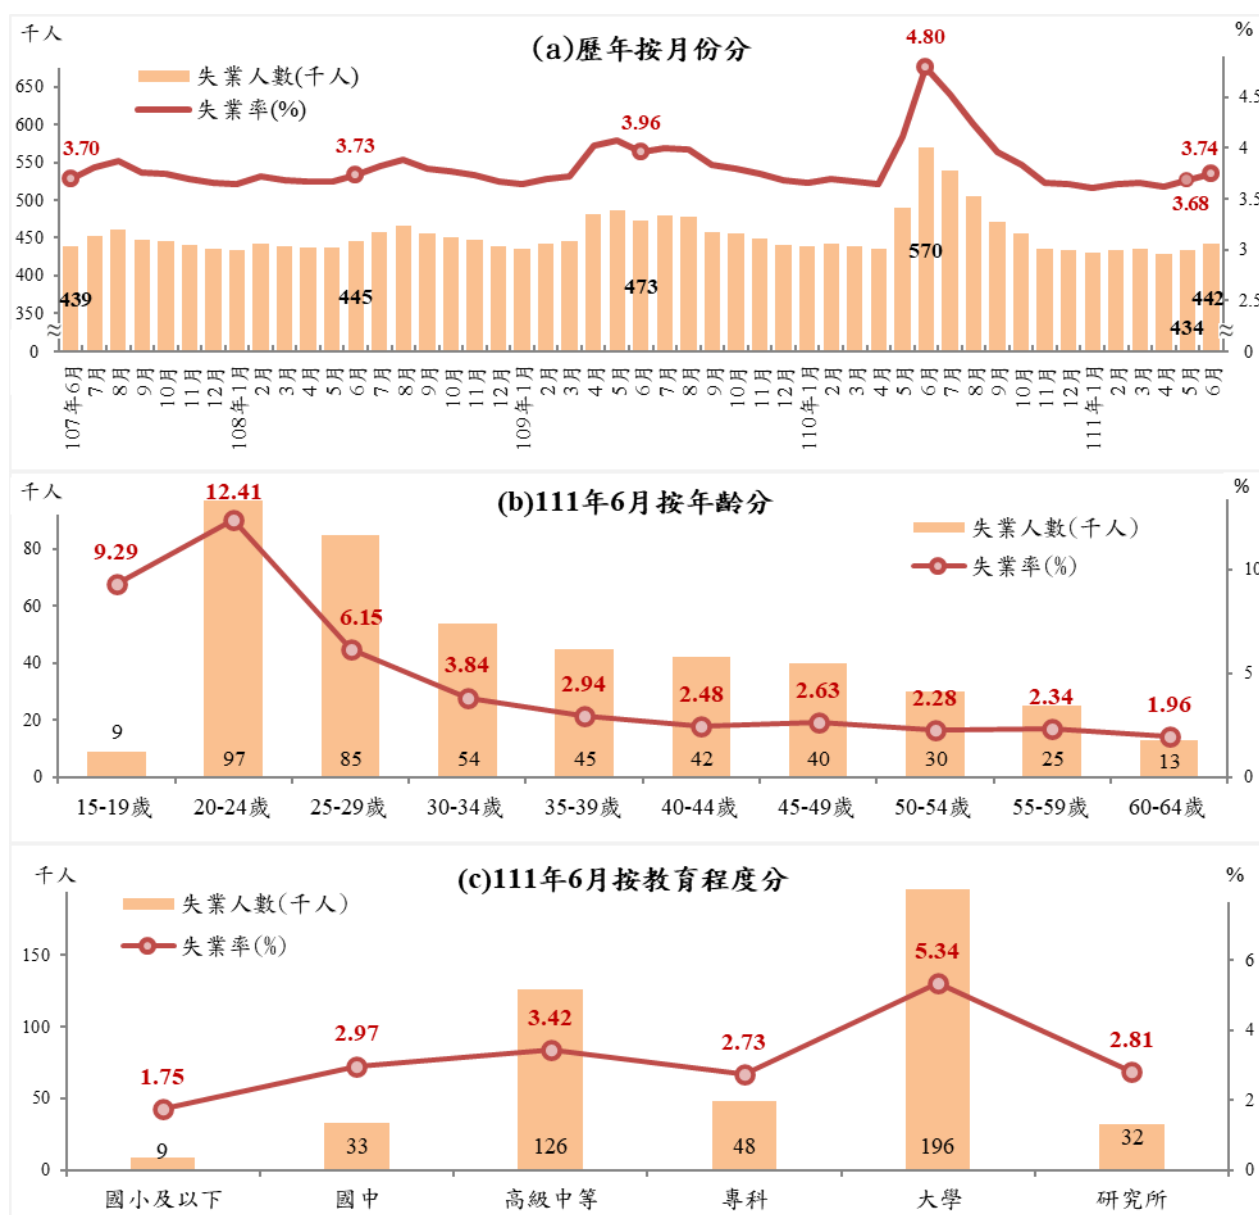 千人
(a)歷年按月份分
%
4.80
失業人數(千人)
失業率(%)
650
600
550
500
450
400
350
0
4.5
4
3.5
3
2.5
0
3.70
3.73
3.96
3.74
3.68
439
445
473
570
434
442
≈
≈
107年6月
7月
8月
9月
10月
11月
12月
108年1月
2月
3月
4月
5月
6月
7月
8月
9月
10月
11月
12月
109年1月
2月
3月
4月
5月
6月
7月
8月
9月
10月
11月
12月
110年1月
2月
3月
4月
5月
6月
7月
8月
9月
10月
11月
12月
111年1月
2月
3月
4月
5月
6月
千人
(b)111年6月按年齡分
%
失業人數(千人)
失業率(%)
80
60
40
20
0
10
5
0
9.29
12.41
6.15
3.84
2.94
2.48
2.63
2.28
2.34
1.96
9
97
85
54
45
42
40
30
25
13
15-19歲
20-24歲
25-29歲
30-34歲
35-39歲
40-44歲
45-49歲
50-54歲
55-59歲
60-64歲
千人
(c)111年6月按教育程度分
%
失業人數(千人)
失業率(%)
150
100
50
0
6
4
2
0
1.75
2.97
3.42
2.73
5.34
2.81
9
33
126
48
196
32
國小及以下
國中
高級中等
專科
大學
研究所